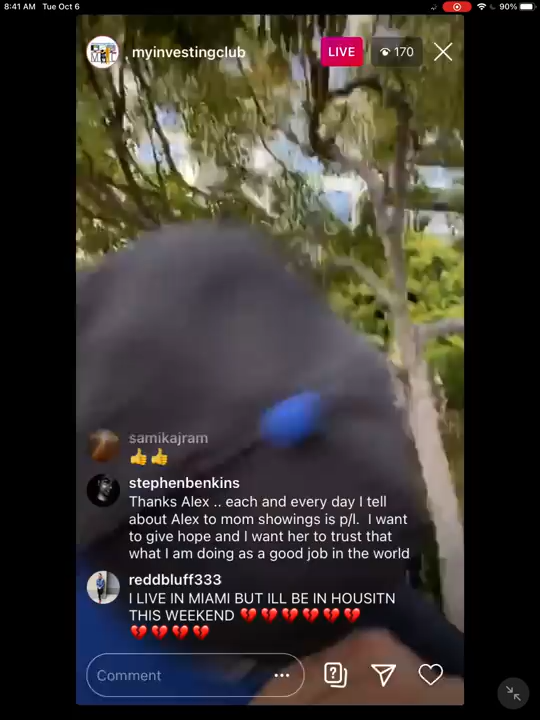 8:41 AM Tue Oct 6
90%
myinvestingclub
LIVE
170
samikajram
👍👍
stephenbenkins
Thanks Alex .. each and every day I tell
about Alex to mom showings is p/l. I want
to give hope and I want her to trust that
what I am doing as a good job in the world
reddbluff333
I LIVE IN MIAMI BUT ILL BE IN HOUSITN
THIS WEEKEND 💔💔💔💔💔💔
💔💔💔💔
Comment